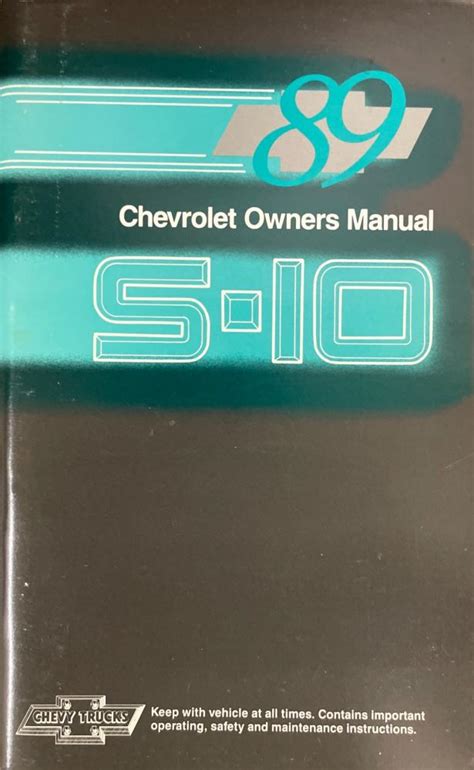 89
Chevrolet Owners Manual
S-10
CHEVY TRUCKS
Keep with vehicle at all times. Contains important
operating, safety and maintenance instructions.